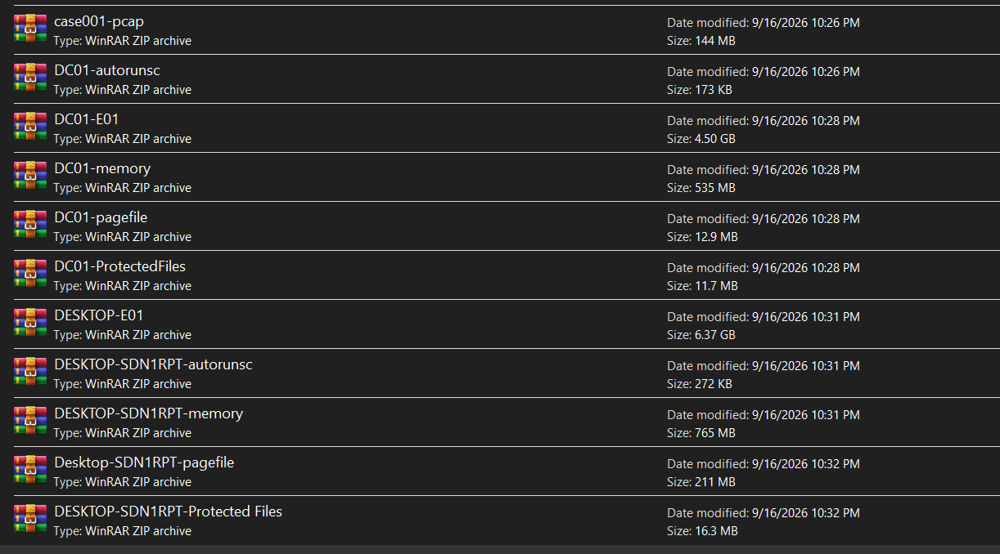 case001-pcap
Date modified: 9/16/2026 10:26 PM
Type: WinRAR ZIP archive
Size: 144 MB
DC01-autorunsc
Date modified: 9/16/2026 10:26 PM
Type: WinRAR ZIP archive
Size: 173 KB
DC01-E01
Date modified: 9/16/2026 10:28 PM
Type: WinRAR ZIP archive
Size: 4.50 GB
DC01-memory
Date modified: 9/16/2026 10:28 PM
Type: WinRAR ZIP archive
Size: 535 MB
DC01-pagefile
Date modified: 9/16/2026 10:28 PM
Type: WinRAR ZIP archive
Size: 12.9 MB
DC01-ProtectedFiles
Date modified: 9/16/2026 10:28 PM
Type: WinRAR ZIP archive
Size: 11.7 MB
DESKTOP-E01
Date modified: 9/16/2026 10:31 PM
Type: WinRAR ZIP archive
Size: 6.37 GB
DESKTOP-SDN1RPT-autorunsc
Date modified: 9/16/2026 10:31 PM
Type: WinRAR ZIP archive
Size: 272 KB
DESKTOP-SDN1RPT-memory
Date modified: 9/16/2026 10:31 PM
Type: WinRAR ZIP archive
Size: 765 MB
Desktop-SDN1RPT-pagefile
Date modified: 9/16/2026 10:32 PM
Type: WinRAR ZIP archive
Size: 211 MB
DESKTOP-SDN1RPT-Protected Files
Date modified: 9/16/2026 10:32 PM
Type: WinRAR ZIP archive
Size: 16.3 MB